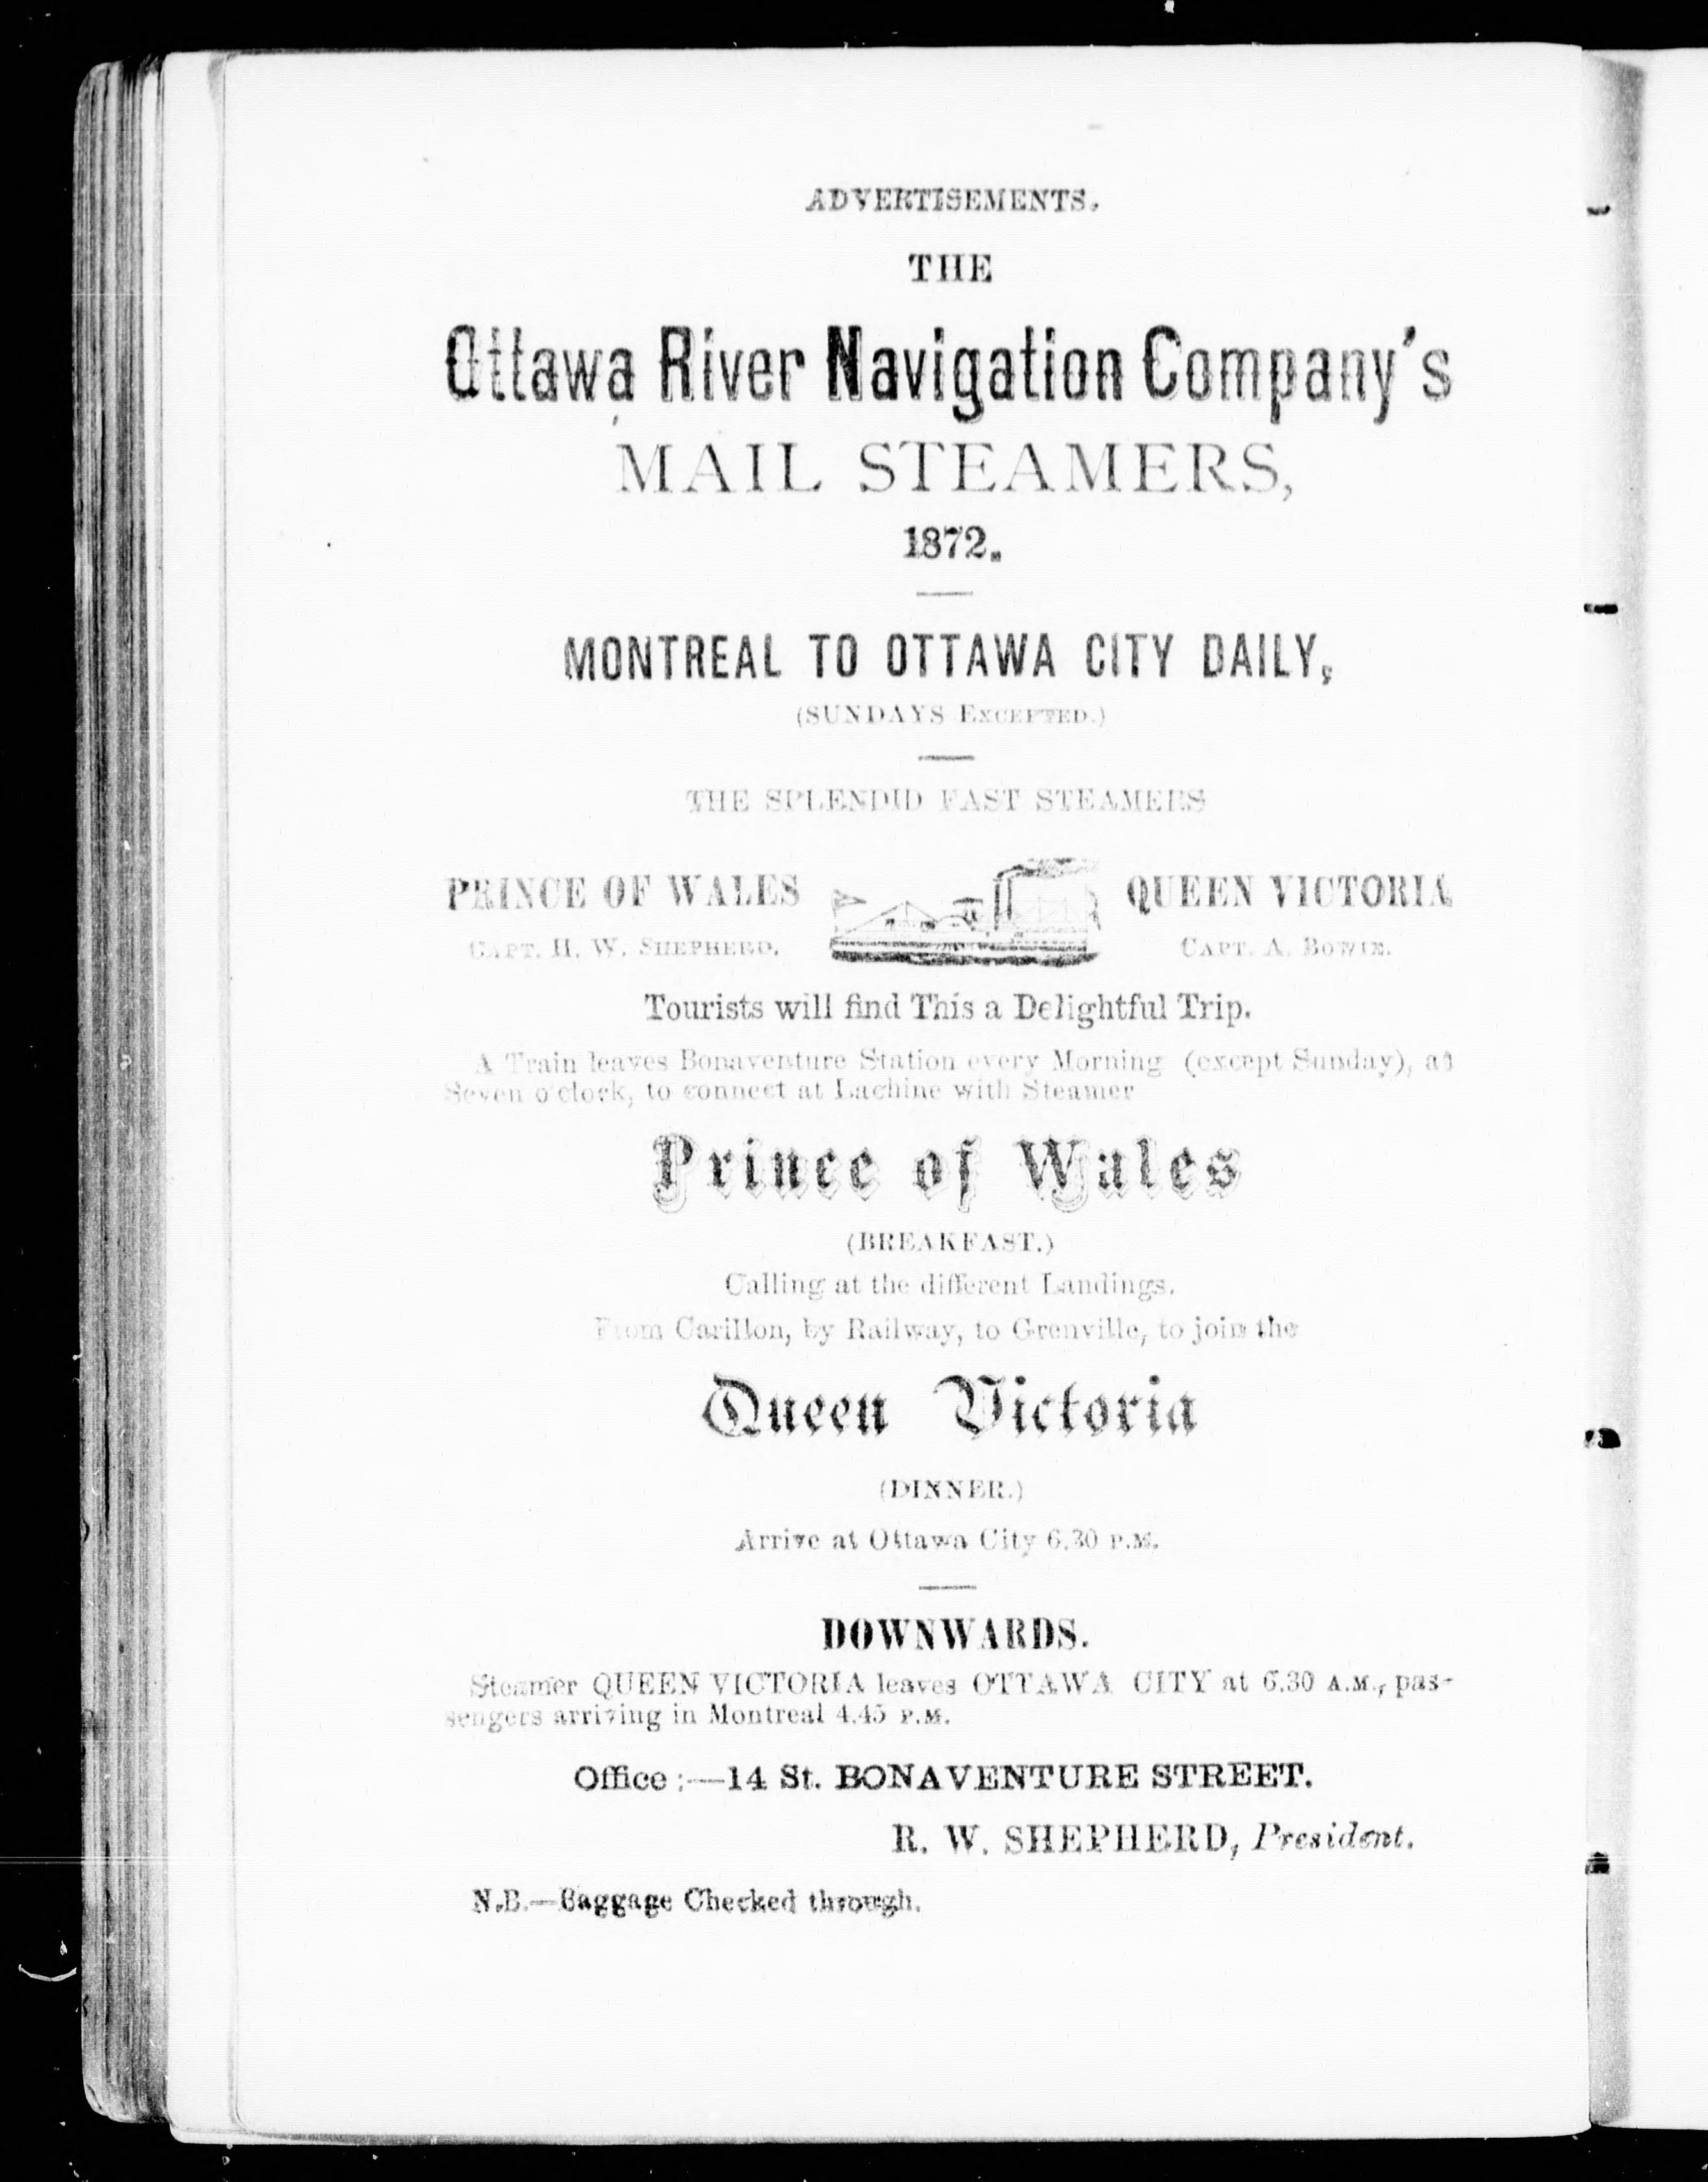 ADVERTISEMENTS.
THE
Ottawa River Navigation Company's
MAIL STEAMERS,
1872.
MONTREAL TO OTTAWA CITY DAILY,
(SUNDAYS EXCEPTED.)
THE SPLENDID FAST STEAMERS
PRINCE OF WALES QUEEN VICTORIA
CAPT. H. W. SHEPHERD. CAPT. A. BOWIE.
Tourists will find This a Delightful Trip.
A Train leaves Bonaventure Station every Morning (except Sunday), at
Seven o'clock, to connect at Lachine with Steamer
Prince of Wales
(BREAKFAST.)
Calling at the different Landings.
From Carillon, by Railway, to Grenville, to join the
Queen Victoria
(DINNER.)
Arrive at Ottawa City 6.30 P.M.
DOWNWARDS.
Steamer QUEEN VICTORIA leaves OTTAWA CITY at 6.30 A.M., pas-
sengers arriving in Montreal 4.45 P.M.
Office :—14 St. BONAVENTURE STREET.
R. W. SHEPHERD, President.
N.B.—Baggage Checked through.